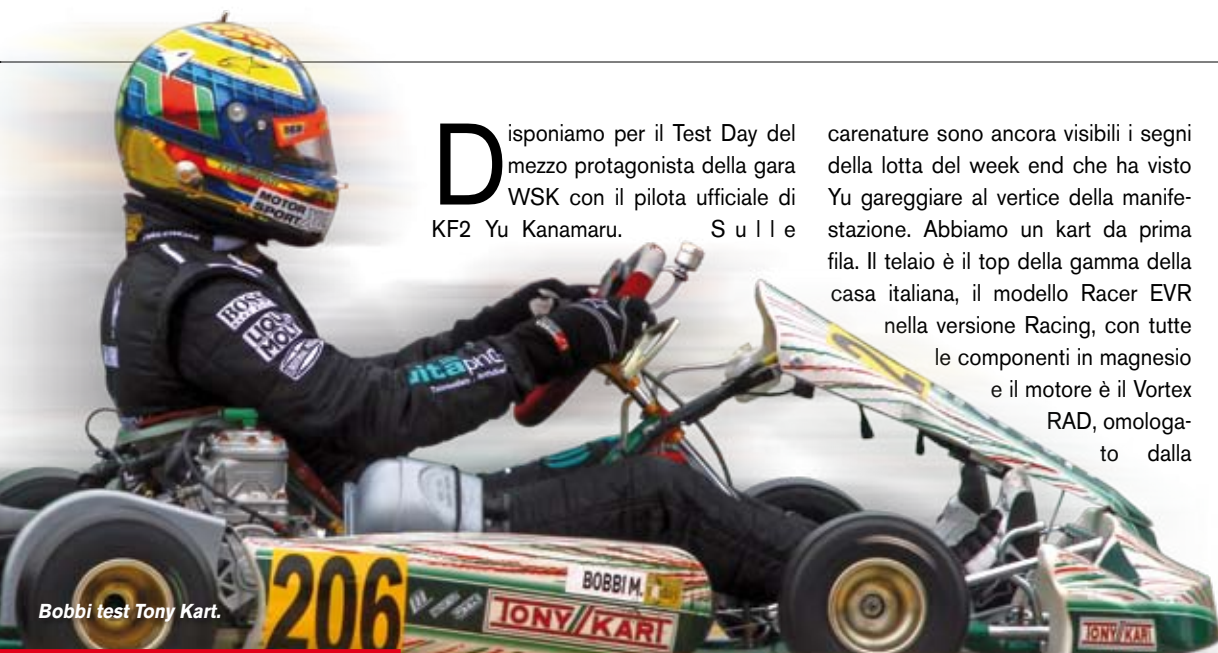 Disponiamo per il Test Day del
mezzo protagonista della gara
WSK con il pilota ufficiale di
KF2 Yu Kanamaru. Sulle
carenature sono ancora visibili i segni
della lotta del week end che ha visto
Yu gareggiare al vertice della manife-
stazione. Abbiamo un kart da prima
fila. Il telaio è il top della gamma della
casa italiana, il modello Racer EVR
nella versione Racing, con tutte
le componenti in magnesio
e il motore è il Vortex
RAD, omologa-
to dalla
MOTOR
SPORT
LIQUI
MOLY
2
206
BOBBI M.
TONY KART
TONY KART
Bobbi test Tony Kart.